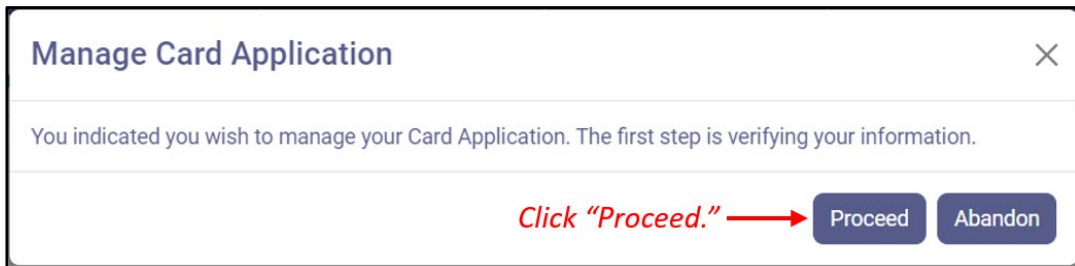 Manage Card Application
You indicated you wish to manage your Card Application. The first step is verifying your information.
Click “Proceed.”
Proceed
Abandon